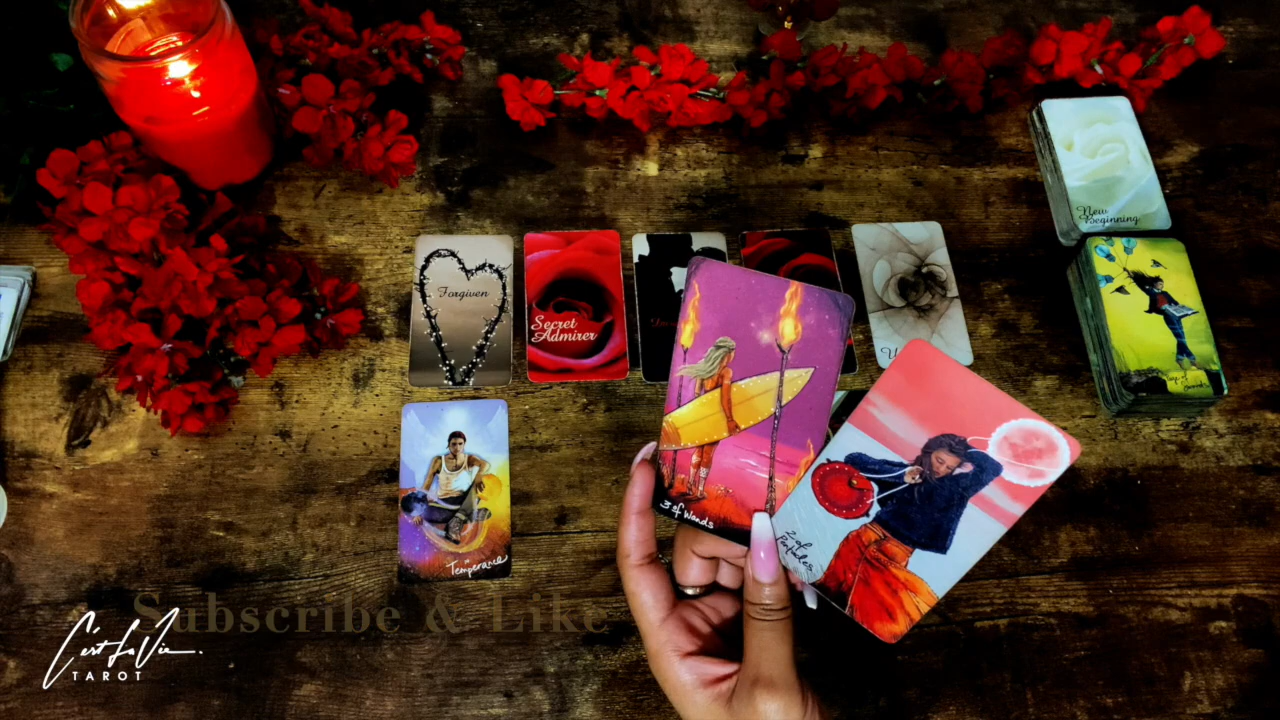 New
Beginning
Forgiven
Secret
Admirer
3 of Wands
2 of
Pentacles
Temperance
Subscribe & Like
C'est La Vie
TAROT